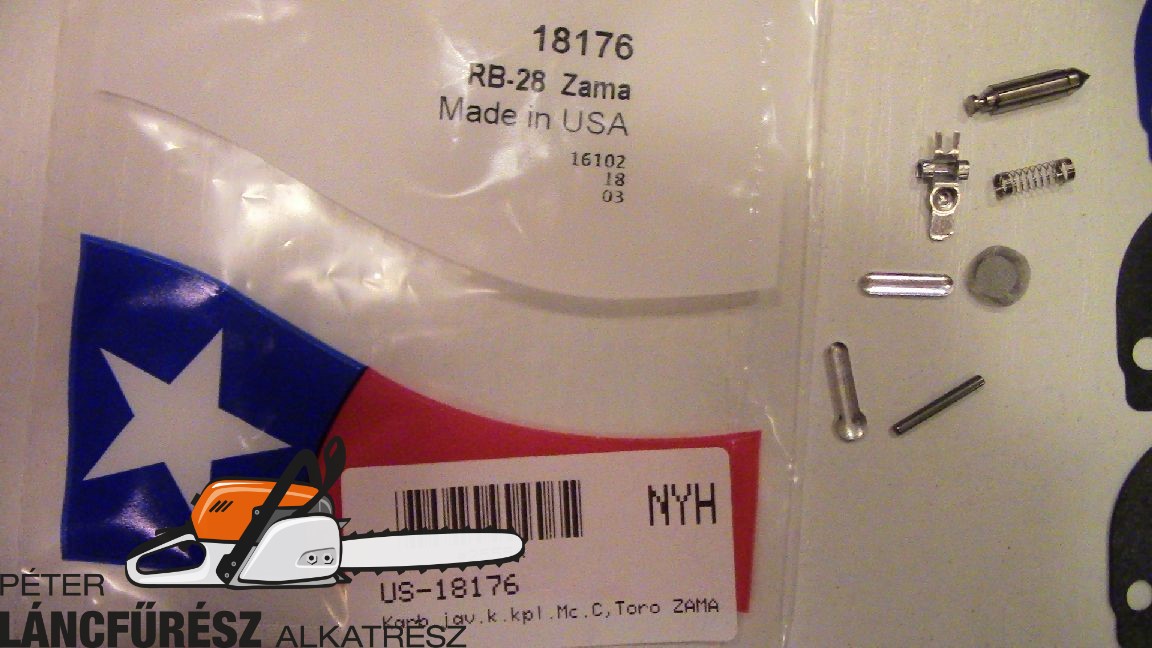 18176
RB-28 Zama
Made in USA
16102
18
03
NYH
US-18176
Karb.jav.k.kpl.Mc.C,Toro ZAMA
PÉTER
LÁNCFŰRÉSZ ALKATRÉSZ